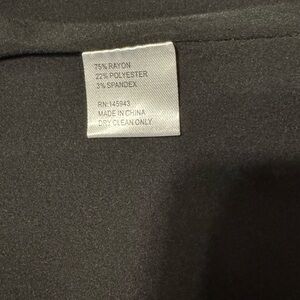 75% RAYON
22% POLYESTER
3% SPANDEX
RN:145943
MADE IN CHINA
DRY CLEAN ONLY